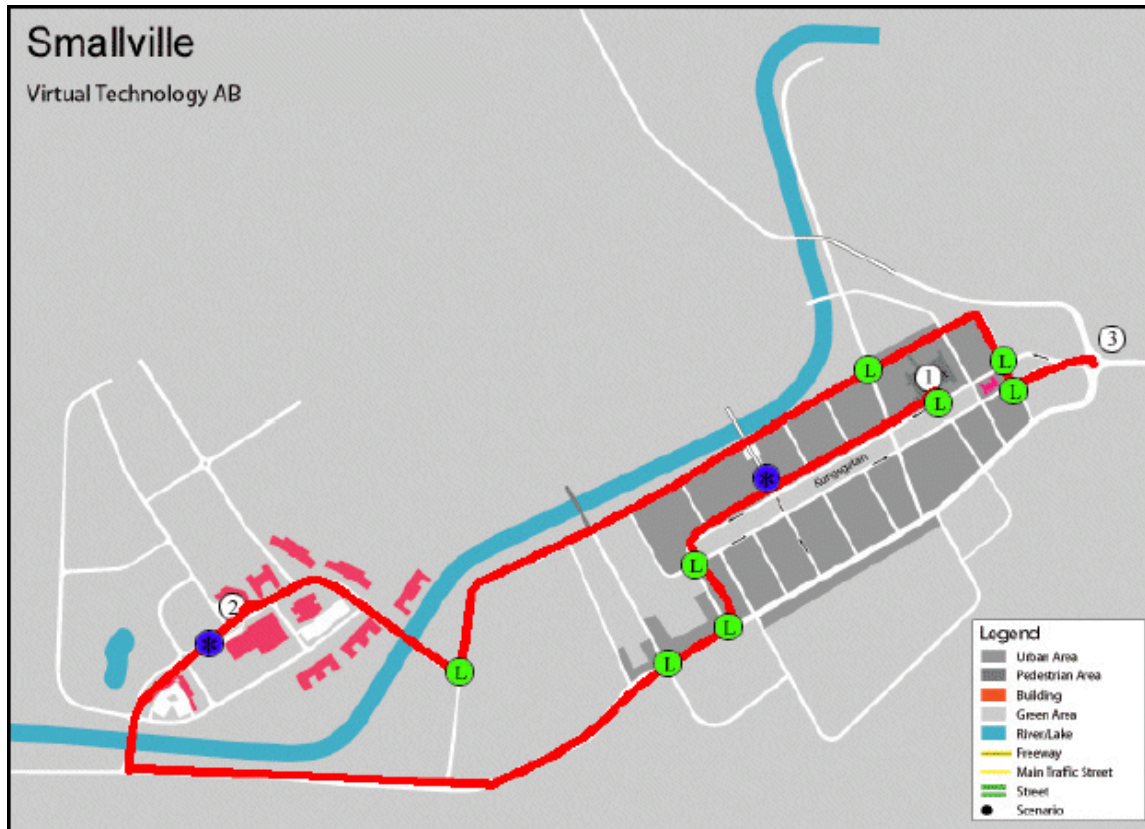 Smallville
Virtual Technology AB
3
L
L
1
L
L
Kungsgatan
*
L
2
L
*
L
L
Legend
Urban Area
Pedestrian Area
Building
Green Area
River/Lake
Freeway
Main Traffic Street
Street
Scenario